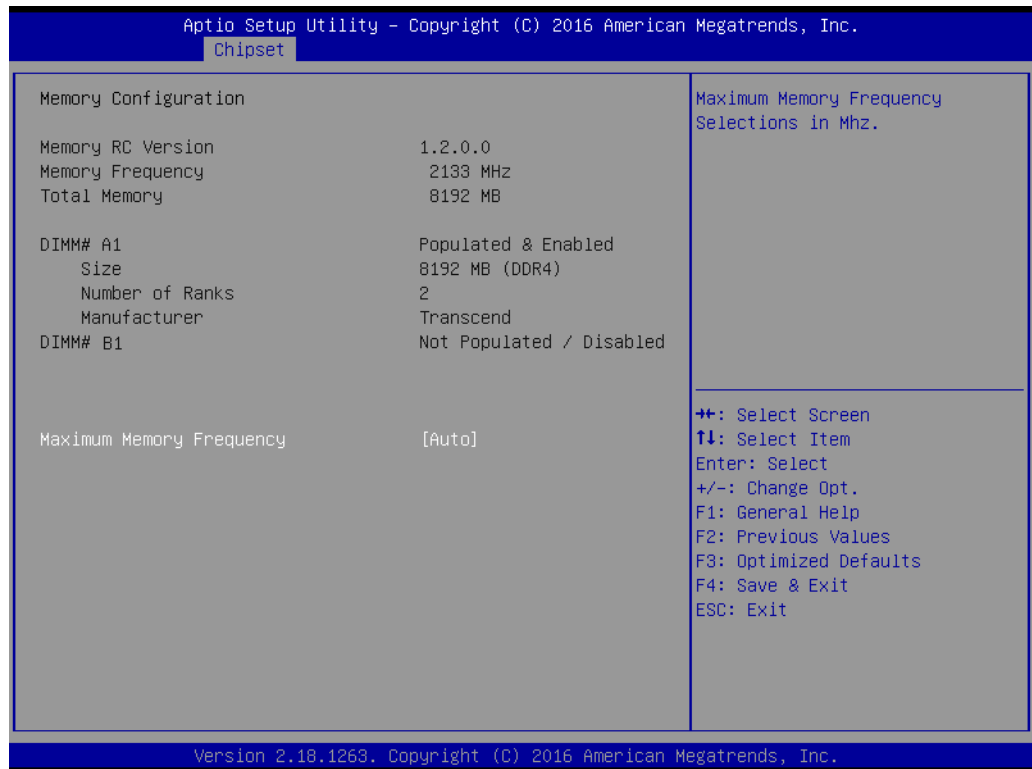 Aptio Setup Utility – Copyright (C) 2016 American Megatrends, Inc.
Chipset
Memory Configuration
Memory RC Version 1.2.0.0
Memory Frequency 2133 MHz
Total Memory 8192 MB
DIMM# A1 Populated & Enabled
Size 8192 MB (DDR4)
Number of Ranks 2
Manufacturer Transcend
DIMM# B1 Not Populated / Disabled
Maximum Memory Frequency [Auto]
Maximum Memory Frequency
Selections in Mhz.
→←: Select Screen
↑↓: Select Item
Enter: Select
+/-: Change Opt.
F1: General Help
F2: Previous Values
F3: Optimized Defaults
F4: Save & Exit
ESC: Exit
Version 2.18.1263. Copyright (C) 2016 American Megatrends, Inc.